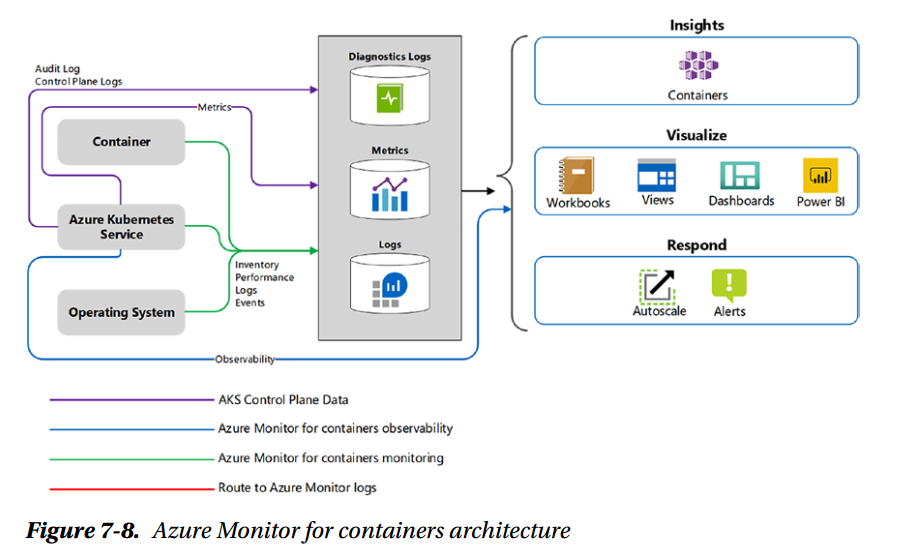 Insights
Containers
Diagnostics Logs
Audit Log
Control Plane Logs
Metrics
Container
Visualize
Metrics
Workbooks
Views
Dashboards
Power BI
Azure Kubernetes
Service
Logs
Inventory
Performance
Logs
Events
Respond
Autoscale
Alerts
Operating System
Observability
AKS Control Plane Data
Azure Monitor for containers observability
Azure Monitor for containers monitoring
Route to Azure Monitor logs
Figure 7-8. Azure Monitor for containers architecture